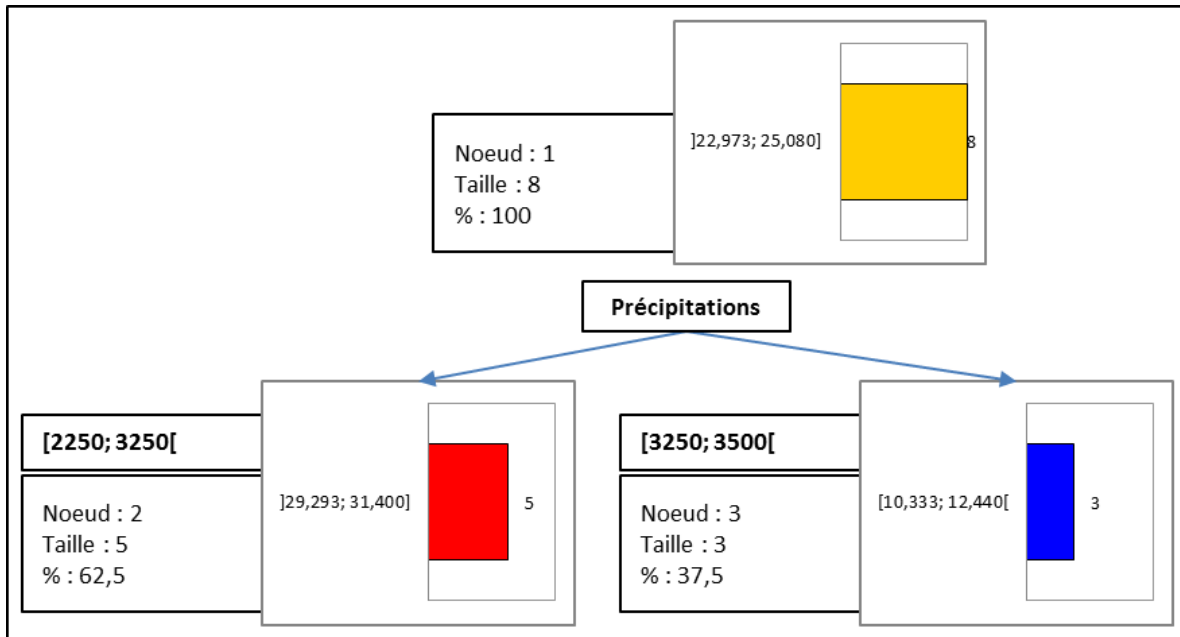 Noeud : 1
Taille : 8
% : 100
]22,973; 25,080]
8
Précipitations
[2250; 3250[
Noeud : 2
Taille : 5
% : 62,5
]29,293; 31,400]
5
[3250; 3500[
Noeud : 3
Taille : 3
% : 37,5
[10,333; 12,440[
3